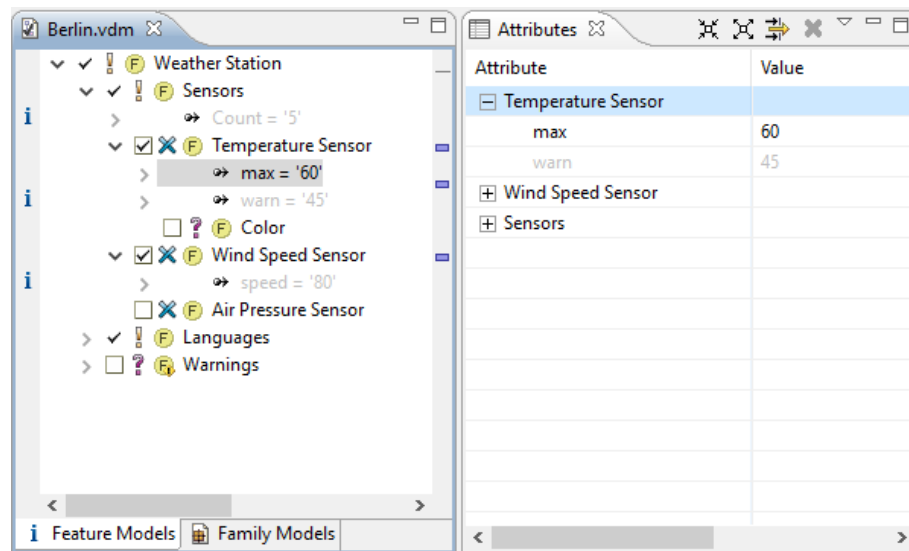 Berlin.vdm
Weather Station
Sensors
Count = '5'
Temperature Sensor
max = '60'
warn = '45'
Color
Wind Speed Sensor
speed = '80'
Air Pressure Sensor
Languages
Warnings
Feature Models
Family Models
Attributes
Attribute Value
Temperature Sensor
max 60
warn 45
Wind Speed Sensor
Sensors